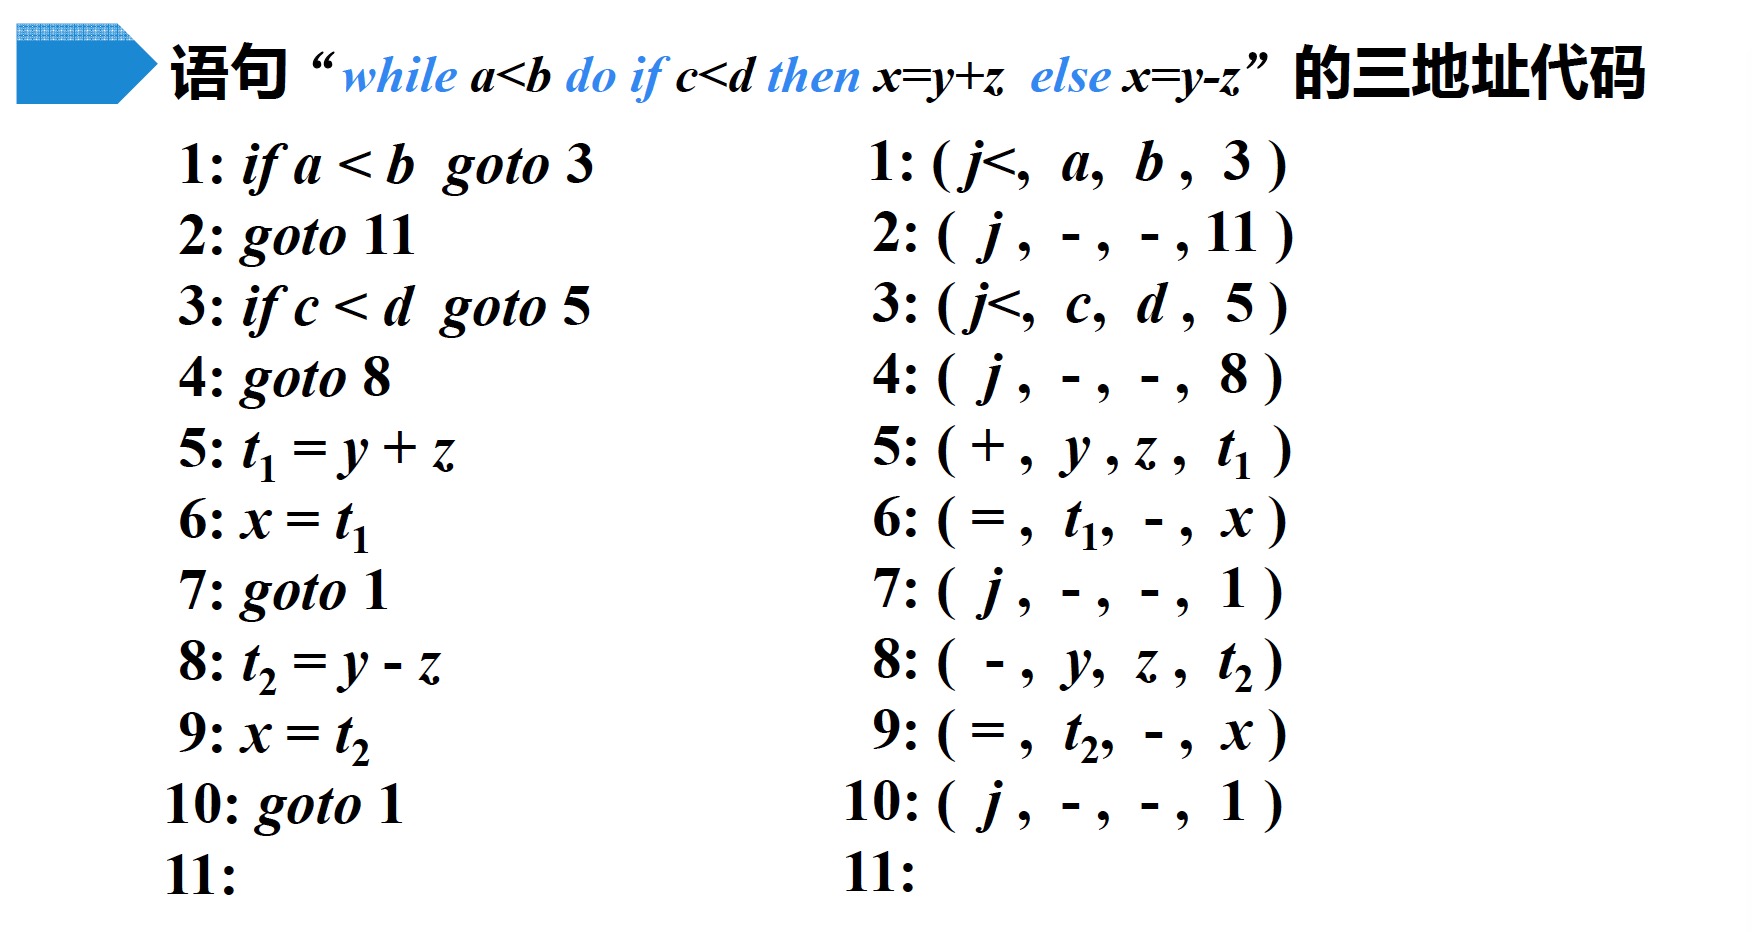 语句“while a<b do if c<d then x=y+z else x=y-z”的三地址代码
1: if a < b goto 3
2: goto 11
3: if c < d goto 5
4: goto 8
5: t₁ = y + z
6: x = t₁
7: goto 1
8: t₂ = y - z
9: x = t₂
10: goto 1
11:
1: ( j<, a, b , 3 )
2: ( j , - , - , 11 )
3: ( j<, c, d , 5 )
4: ( j , - , - , 8 )
5: ( + , y , z , t₁ )
6: ( = , t₁, - , x )
7: ( j , - , - , 1 )
8: ( - , y, z , t₂ )
9: ( = , t₂, - , x )
10: ( j , - , - , 1 )
11: